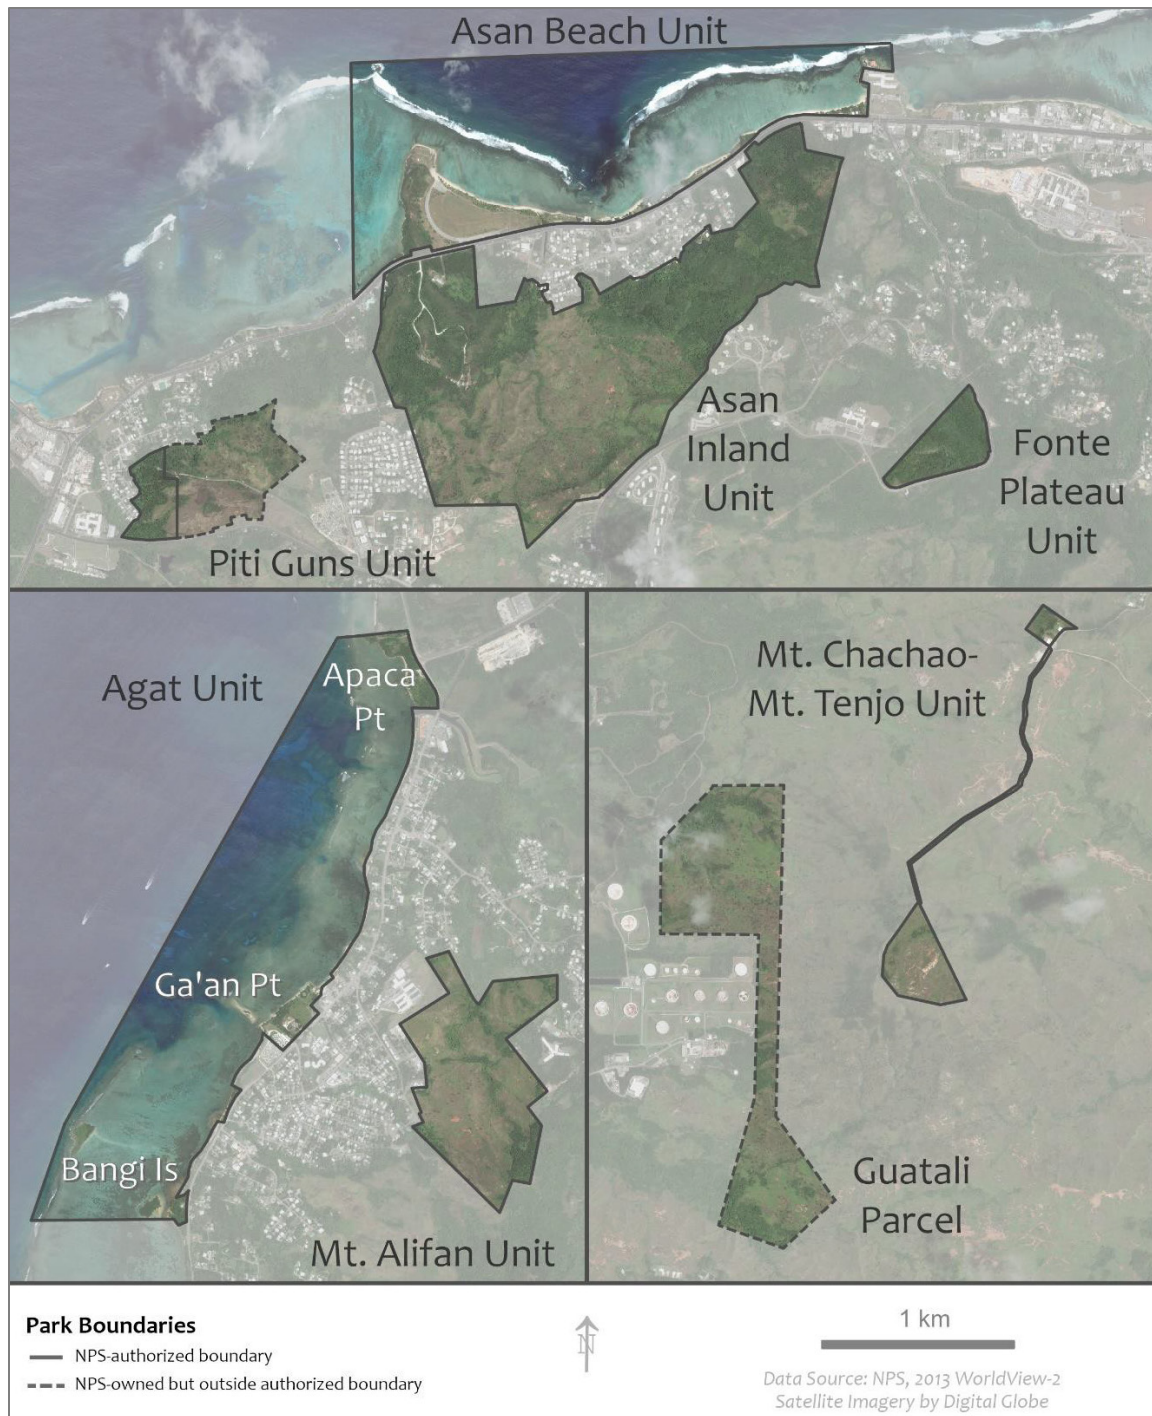 Asan Beach Unit
Asan
Inland
Unit
Fonte
Plateau
Unit
Piti Guns Unit
Agat Unit
Apaca
Pt
Ga'an Pt
Bangi Is
Mt. Alifan Unit
Mt. Chachao-
Mt. Tenjo Unit
Guatali
Parcel
Park Boundaries
NPS-authorized boundary
NPS-owned but outside authorized boundary
N
1 km
Data Source: NPS, 2013 WorldView-2
Satellite Imagery by Digital Globe